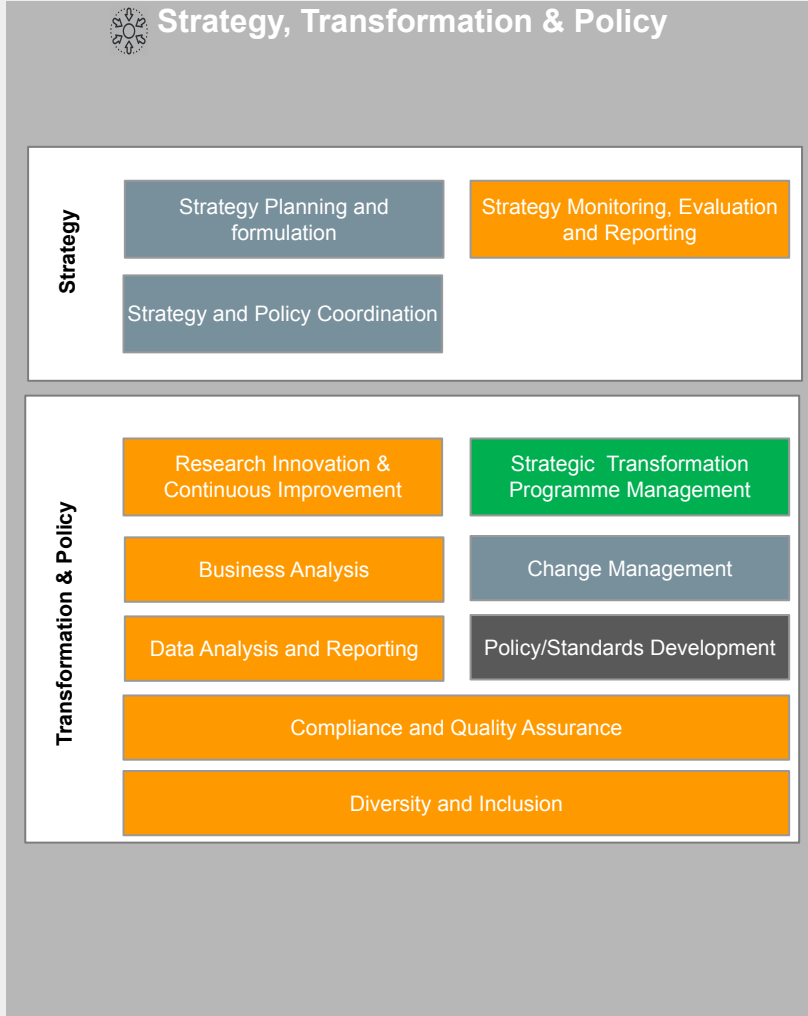 Strategy, Transformation & Policy
Strategy
Strategy Planning and
formulation
Strategy Monitoring, Evaluation
and Reporting
Strategy and Policy Coordination
Transformation & Policy
Research Innovation &
Continuous Improvement
Strategic Transformation
Programme Management
Business Analysis
Change Management
Data Analysis and Reporting
Policy/Standards Development
Compliance and Quality Assurance
Diversity and Inclusion